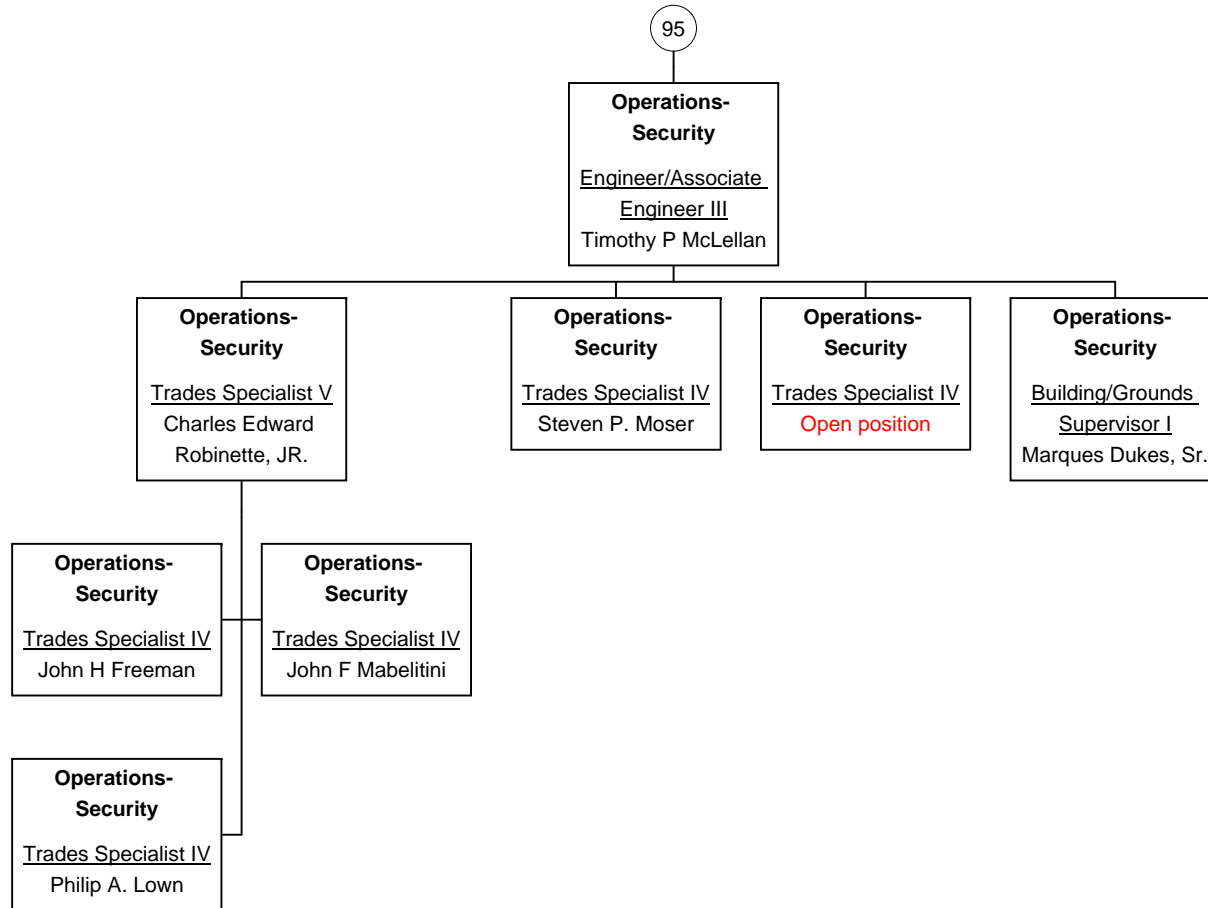 95
Operations-
Security
Engineer/Associate
Engineer III
Timothy P McLellan
Operations-
Security
Trades Specialist V
Charles Edward
Robinette, JR.
Operations-
Security
Trades Specialist IV
Steven P. Moser
Operations-
Security
Trades Specialist IV
Open position
Operations-
Security
Building/Grounds
Supervisor I
Marques Dukes, Sr.
Operations-
Security
Trades Specialist IV
John H Freeman
Operations-
Security
Trades Specialist IV
John F Mabelitini
Operations-
Security
Trades Specialist IV
Philip A. Lown